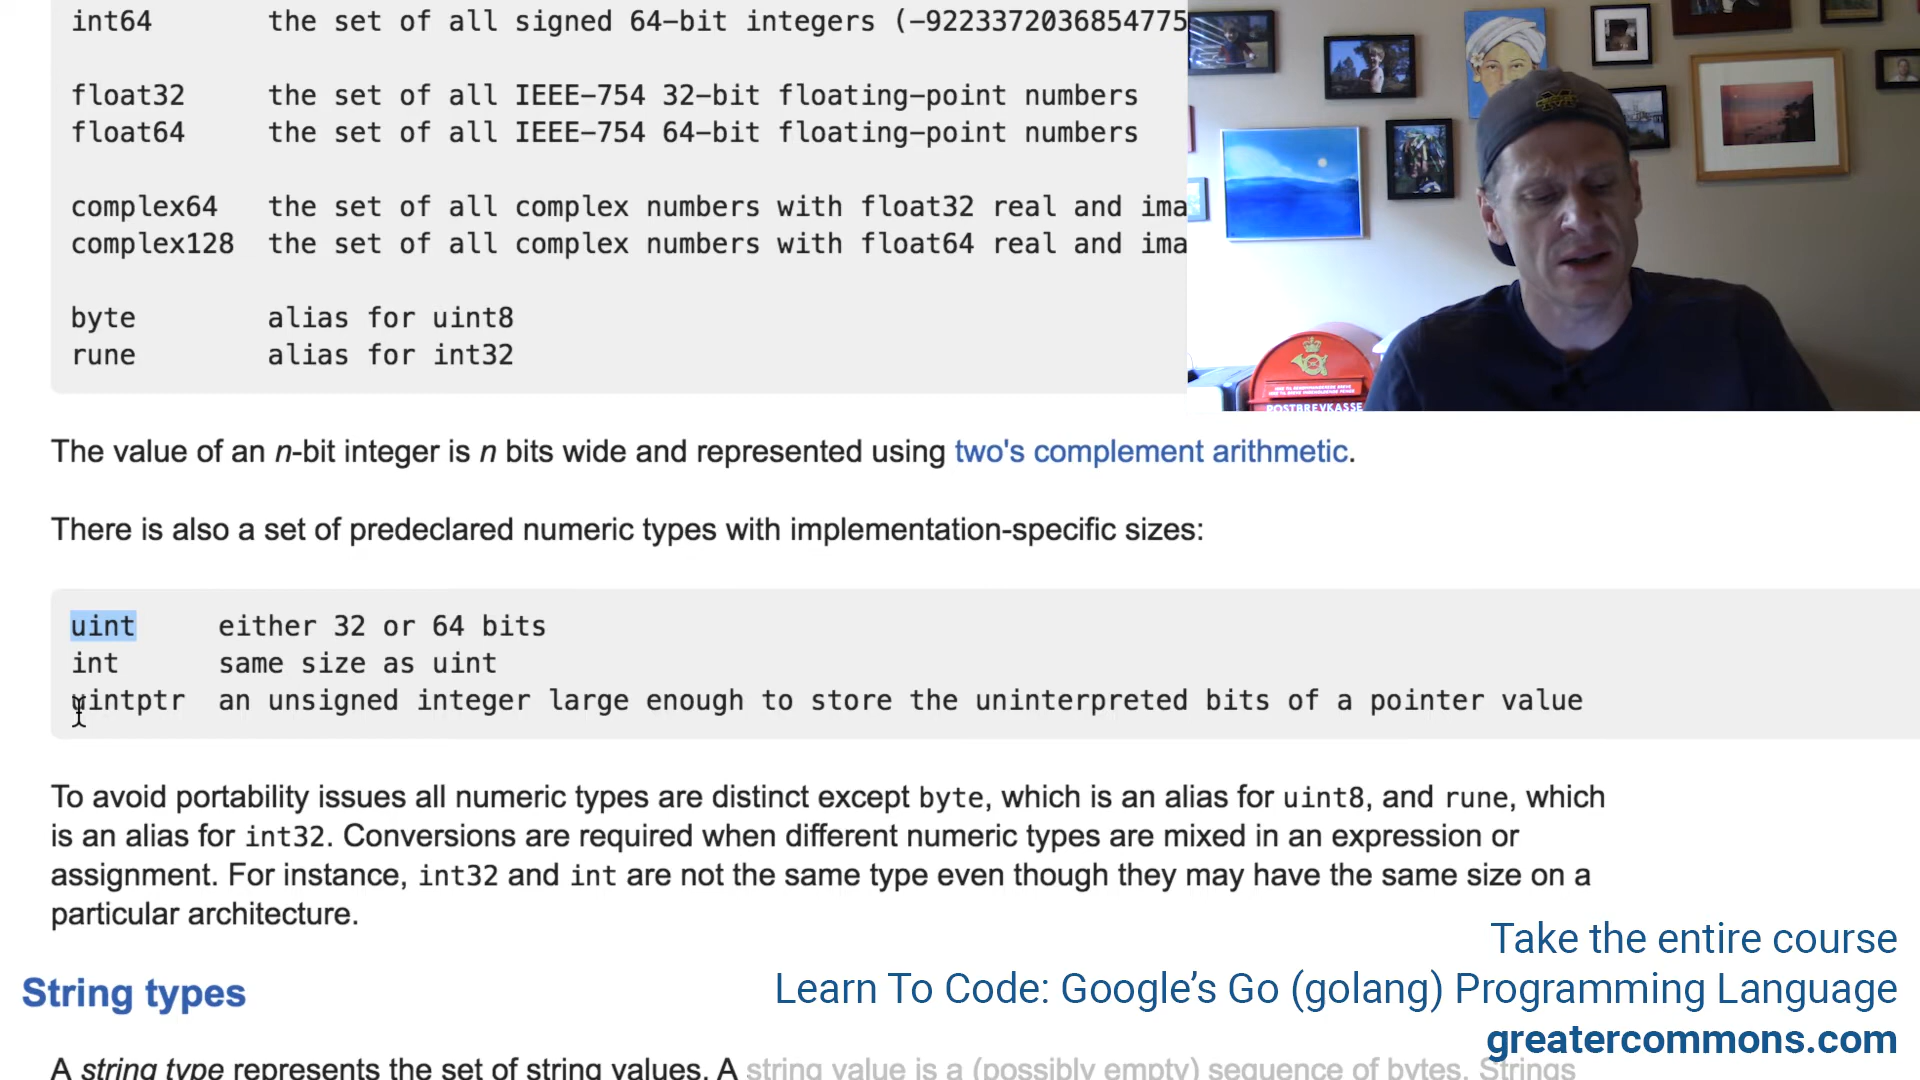 int64 the set of all signed 64-bit integers (-9223372036854775
float32 the set of all IEEE-754 32-bit floating-point numbers
float64 the set of all IEEE-754 64-bit floating-point numbers
complex64 the set of all complex numbers with float32 real and ima
complex128 the set of all complex numbers with float64 real and ima
byte alias for uint8
rune alias for int32
POSTBREVKASSE
The value of an n-bit integer is n bits wide and represented using two's complement arithmetic.
There is also a set of predeclared numeric types with implementation-specific sizes:
uint either 32 or 64 bits
int same size as uint
uintptr an unsigned integer large enough to store the uninterpreted bits of a pointer value
To avoid portability issues all numeric types are distinct except byte, which is an alias for uint8, and rune, which
is an alias for int32. Conversions are required when different numeric types are mixed in an expression or
assignment. For instance, int32 and int are not the same type even though they may have the same size on a
particular architecture.
Take the entire course
String types
Learn To Code: Google’s Go (golang) Programming Language
greatercommons.com
A string type represents the set of string values. A string value is a (possibly empty) sequence of bytes. Strings